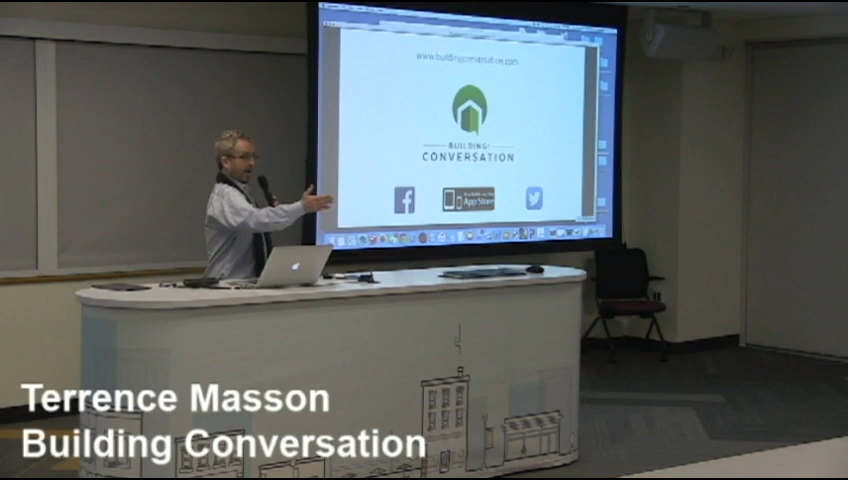 www.buildingconversation.com
BUILDING:
CONVERSATION
App Store
Terrence Masson
Building Conversation